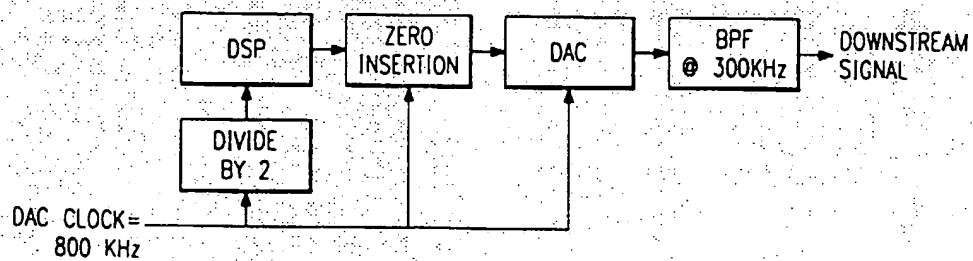 DSP
ZERO
INSERTION
DAC
BPF
@ 300KHz
DOWNSTREAM
SIGNAL
DIVIDE
BY 2
DAC CLOCK=
800 KHz